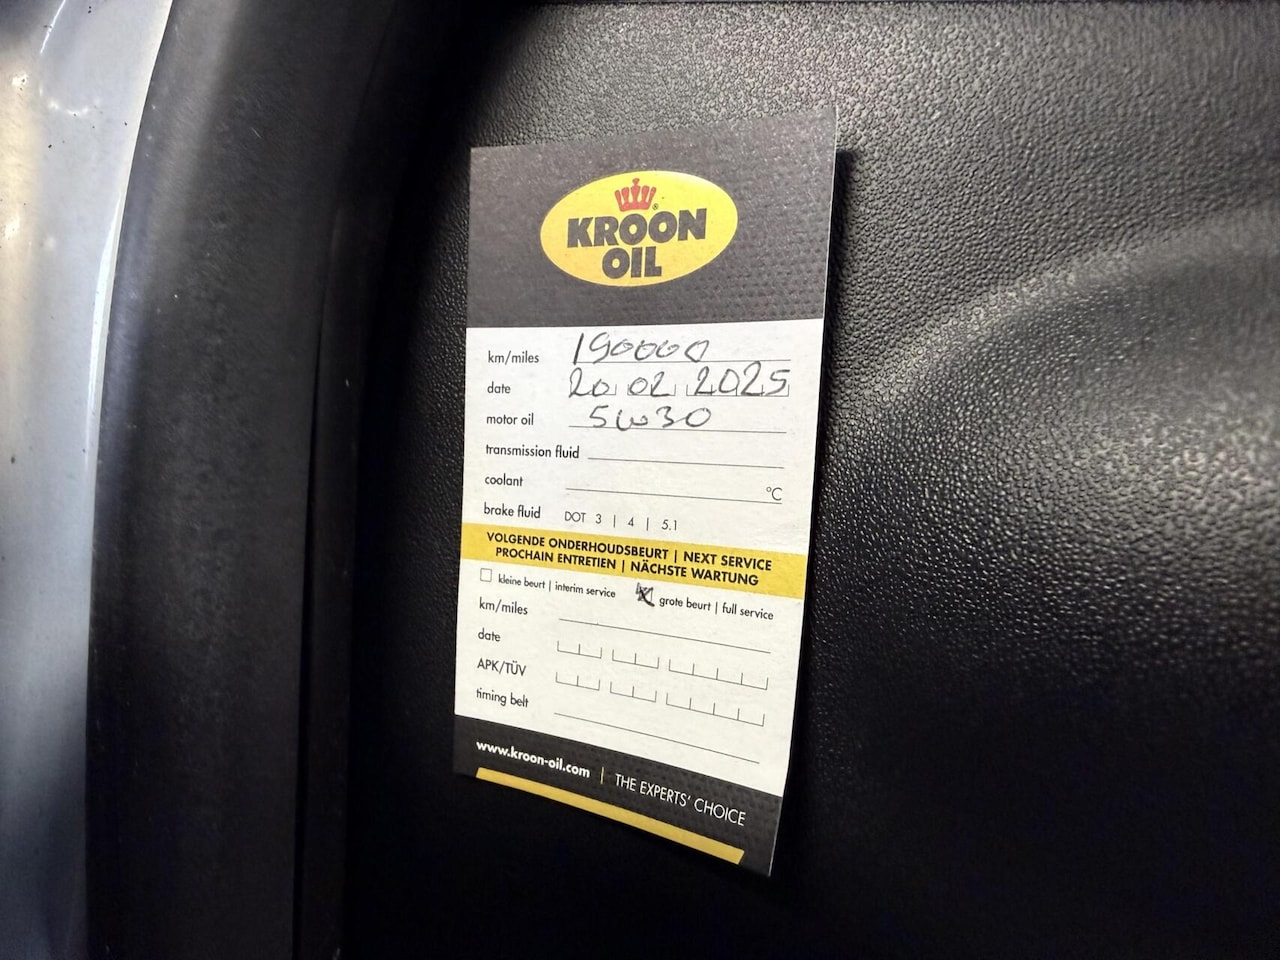 KROON
OIL
km/miles 190000
date 20 02 2025
motor oil 5W30
transmission fluid
coolant °C
brake fluid DOT 3 | 4 | 5.1
VOLGENDE ONDERHOUDSBEURT | NEXT SERVICE
PROCHAIN ENTRETIEN | NÄCHSTE WARTUNG
kleine beurt | interim service grote beurt | full service
km/miles
date
APK/TÜV
timing belt
www.kroon-oil.com | THE EXPERTS' CHOICE